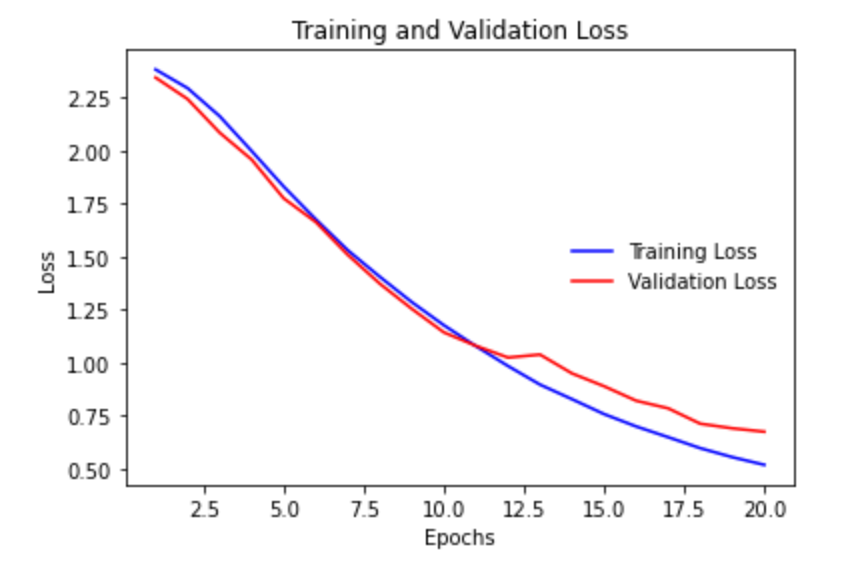 Training and Validation Loss
2.25
2.00
1.75
1.50
1.25
1.00
0.75
0.50
Loss
Training Loss
Validation Loss
2.5 5.0 7.5 10.0 12.5 15.0 17.5 20.0
Epochs